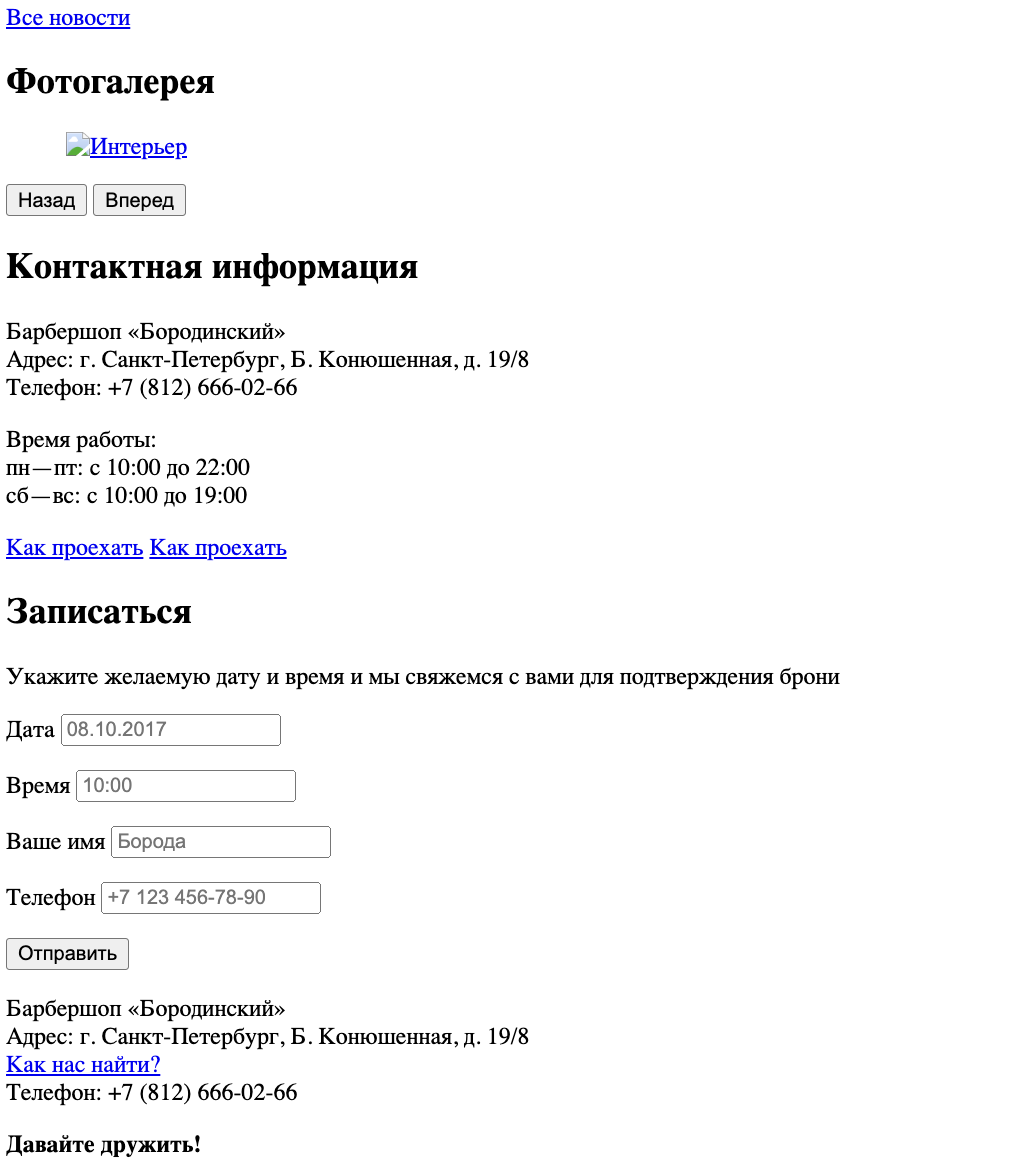 Все новости
Фотогалерея
Интерьер
Назад Вперед
Контактная информация
Барбершоп «Бородинский»
Адрес: г. Санкт-Петербург, Б. Конюшенная, д. 19/8
Телефон: +7 (812) 666-02-66
Время работы:
пн—пт: с 10:00 до 22:00
сб—вс: с 10:00 до 19:00
Как проехать Как проехать
Записаться
Укажите желаемую дату и время и мы свяжемся с вами для подтверждения брони
Дата 08.10.2017
Время 10:00
Ваше имя Борода
Телефон +7 123 456-78-90
Отправить
Барбершоп «Бородинский»
Адрес: г. Санкт-Петербург, Б. Конюшенная, д. 19/8
Как нас найти?
Телефон: +7 (812) 666-02-66
Давайте дружить!